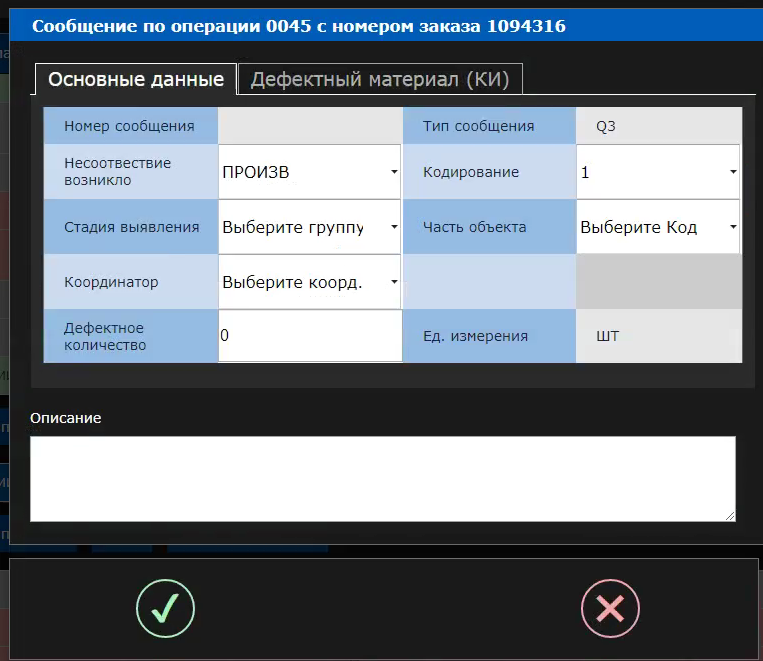 Сообщение по операции 0045 с номером заказа 1094316
Основные данные
Дефектный материал (КИ)
Номер сообщения
Тип сообщения
Q3
Несоотвествие
возникло
ПРОИЗВ
Кодирование
1
Стадия выявления
Выберите группу
Часть объекта
Выберите Код
Координатор
Выберите коорд.
Дефектное
количество
0
Ед. измерения
ШТ
Описание